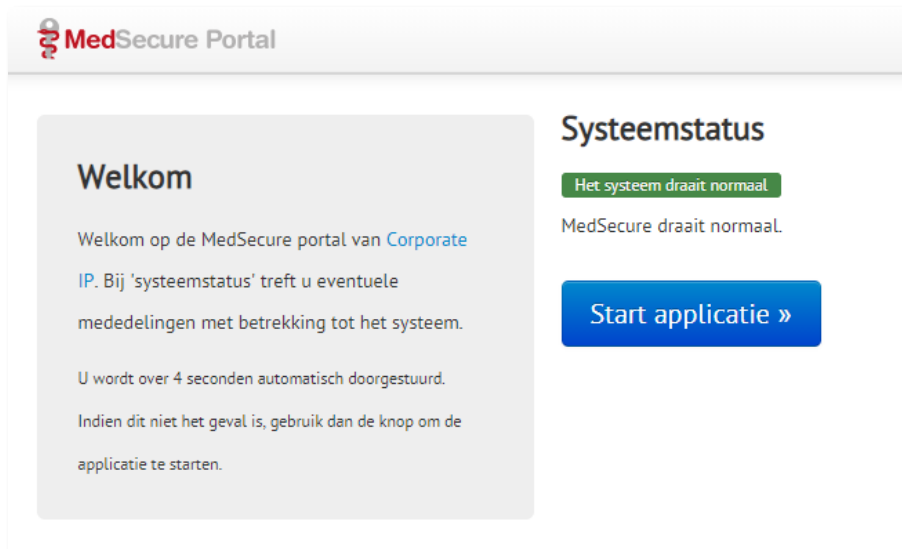 MedSecure Portal
Welkom
Welkom op de MedSecure portal van Corporate
IP. Bij 'systeemstatus' treft u eventuele
mededelingen met betrekking tot het systeem.
U wordt over 4 seconden automatisch doorgestuurd.
Indien dit niet het geval is, gebruik dan de knop om de
applicatie te starten.
Systeemstatus
Het systeem draait normaal
MedSecure draait normaal.
Start applicatie »